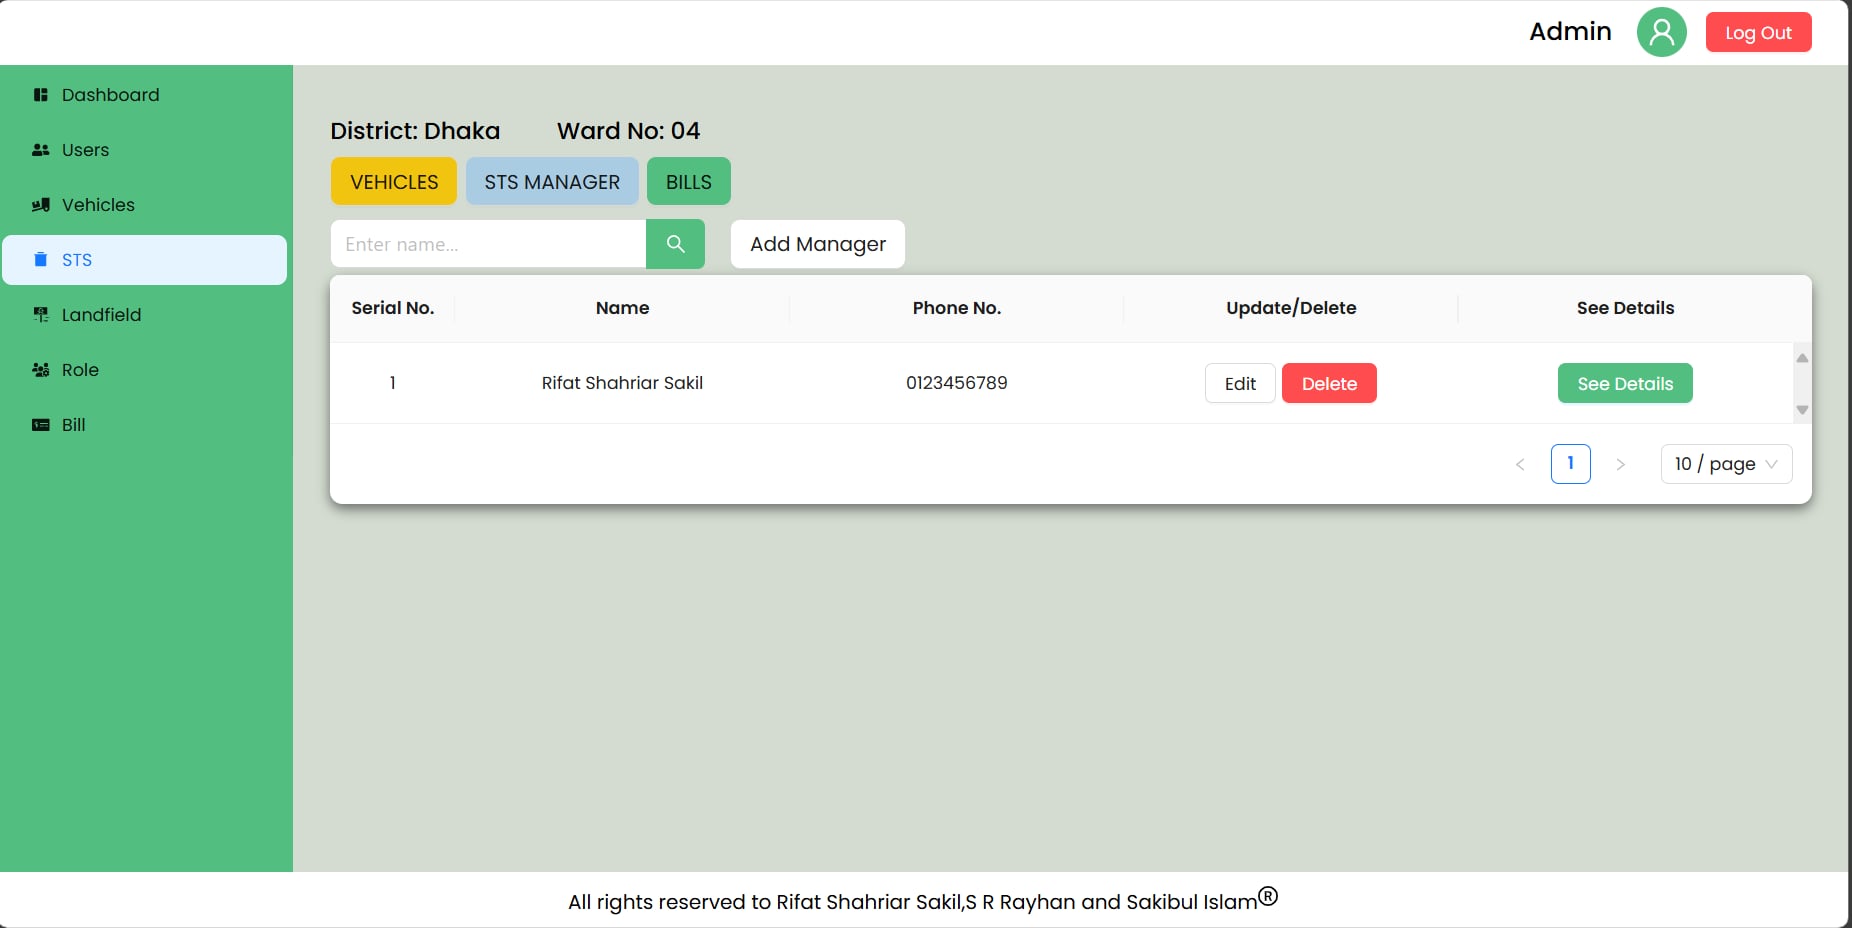 Admin
Log Out
Dashboard
Users
Vehicles
STS
Landfield
Role
Bill
District: Dhaka Ward No: 04
VEHICLES STS MANAGER BILLS
Enter name... Add Manager
Serial No. Name Phone No. Update/Delete See Details
1 Rifat Shahriar Sakil 0123456789 Edit Delete See Details
< 1 > 10 / page
All rights reserved to Rifat Shahriar Sakil,S R Rayhan and Sakibul Islam®